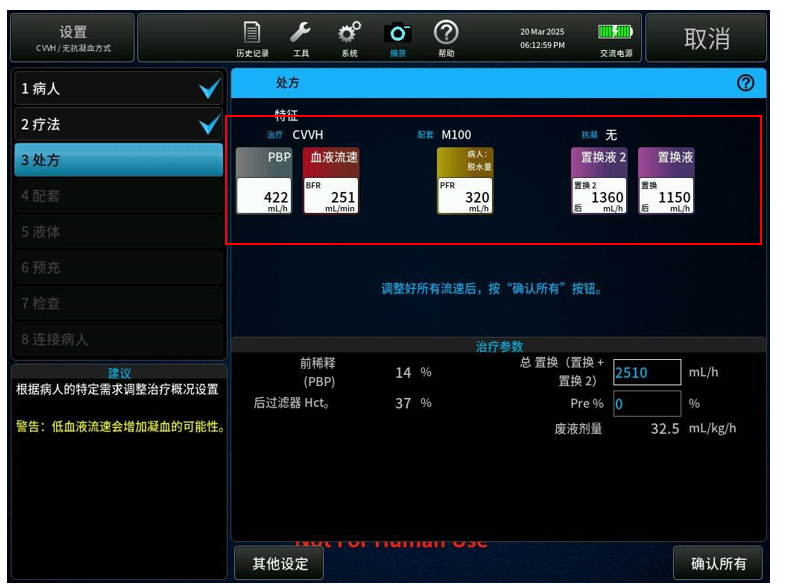 设置
CVVH / 无抗凝血方式
历史记录
工具
系统
捕获
帮助
20 Mar 2025
06:12:59 PM
交流电源
取消
1 病人
2 疗法
3 处方
4 配套
5 液体
6 预充
7 检查
8 连接病人
建议
根据病人的特定需求调整治疗概况设置
警告：低血液流速会增加凝血的可能性。
处方
特征
治疗 CVVH
配套 M100
抗凝 无
PBP
422
mL/h
血液流速
BFR
251
mL/min
病人：
脱水量
PFR
320
mL/h
置换液 2
置换 2
1360
后 mL/h
置换液
置换
1150
后 mL/h
调整好所有流速后，按“确认所有”按钮。
治疗参数
前稀释
(PBP)
14 %
后过滤器 Hct。
37 %
总 置换（置换 +
置换 2）
2510 mL/h
Pre % 0 %
废液剂量 32.5 mL/kg/h
Not For Human Use
其他设定
确认所有